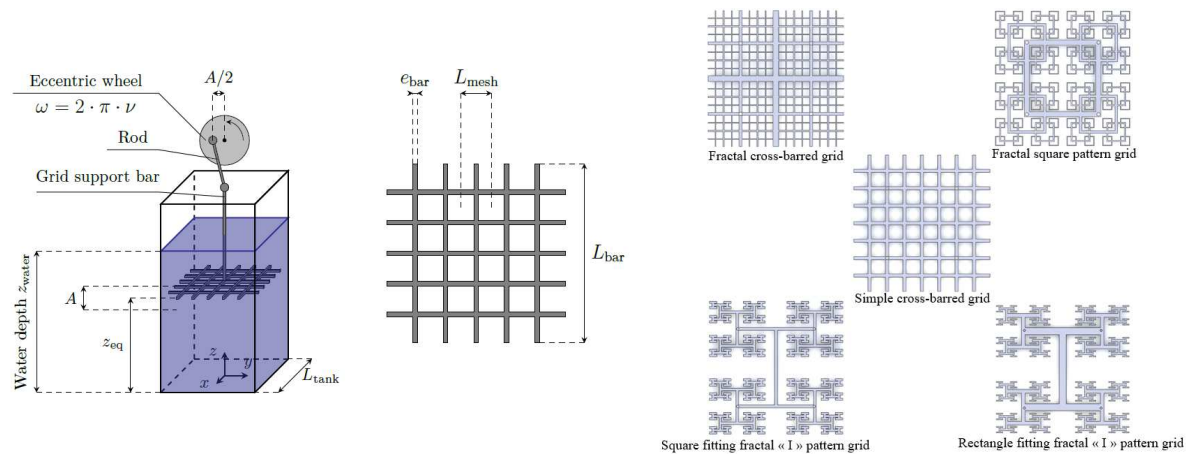 Eccentric wheel
ω = 2 · π · ν
A/2
Rod
Grid support bar
Water depth z_water
A
z_eq
z
y
x
L_tank
e_bar
L_mesh
L_bar
Fractal cross-barred grid
Fractal square pattern grid
Simple cross-barred grid
Square fitting fractal « I » pattern grid
Rectangle fitting fractal « I » pattern grid